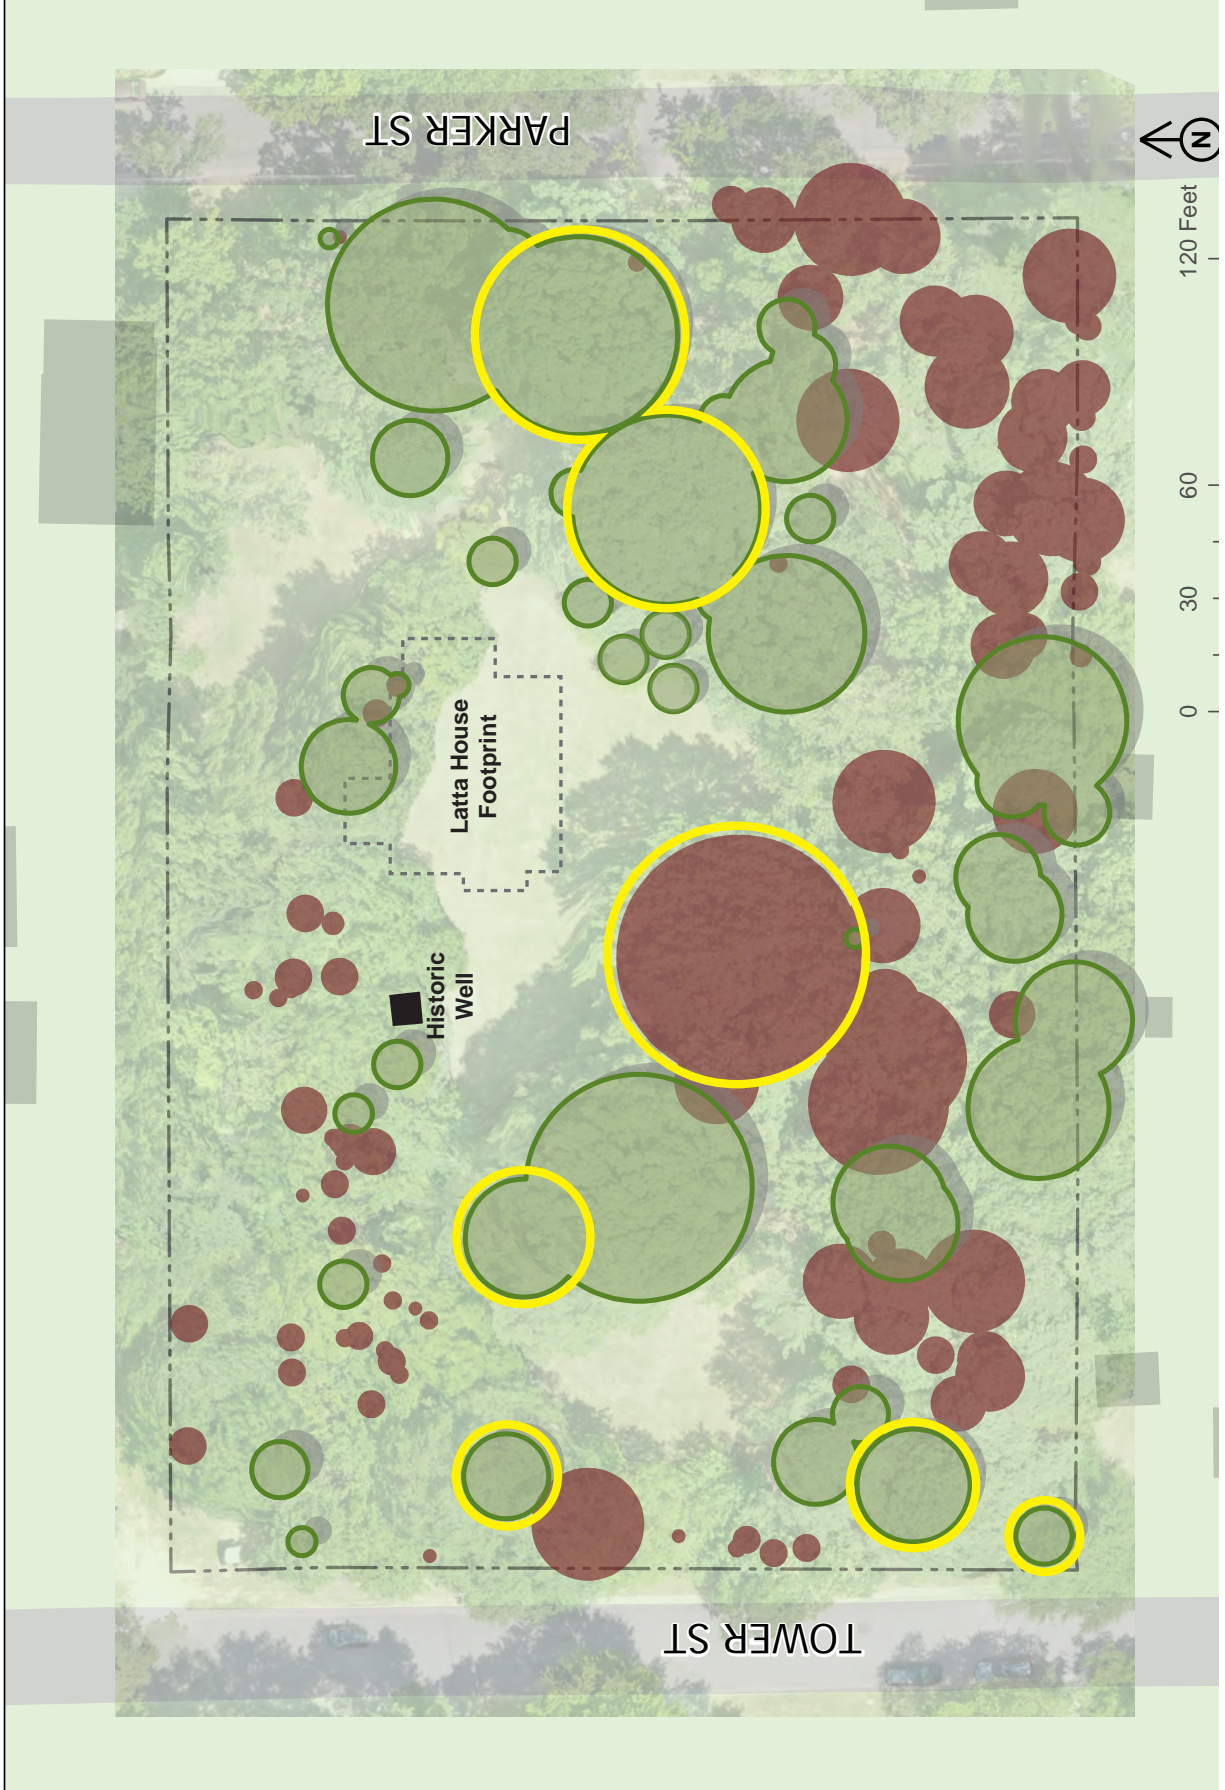 PARKER ST
N
120 Feet
60
30
0
Latta House
Footprint
Historic
Well
TOWER ST